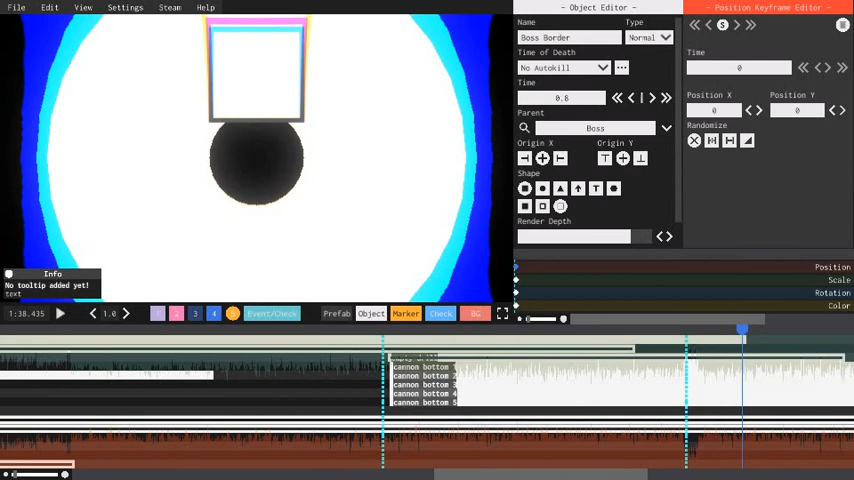 File Edit View Settings Steam Help
- Object Editor -
- Position Keyframe Editor -
Name
Type
Boss Border
Normal
S
Time of Death
No Autokill
Time
0
Time
0.8
Position X
Position Y
0
0
Parent
Boss
Randomize
Origin X
Origin Y
Shape
T
Render Depth
Info
No tooltip added yet!
text
Position
Scale
Rotation
Color
1:38.435
1.0
1 2 3 4 5
Event/Check
Prefab
Object
Marker
Check
BG
cannon bottom 1
cannon bottom 2
cannon bottom 3
cannon bottom 4
cannon bottom 5